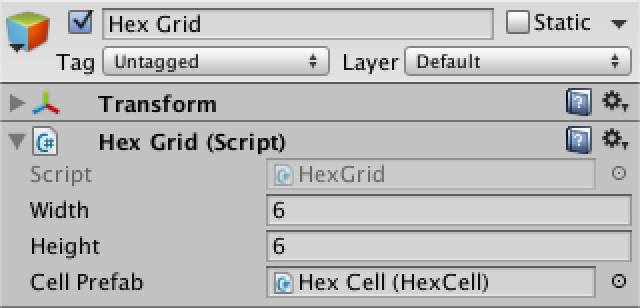 Hex Grid Static
Tag Untagged Layer Default
Transform
Hex Grid (Script)
Script HexGrid
Width 6
Height 6
Cell Prefab Hex Cell (HexCell)